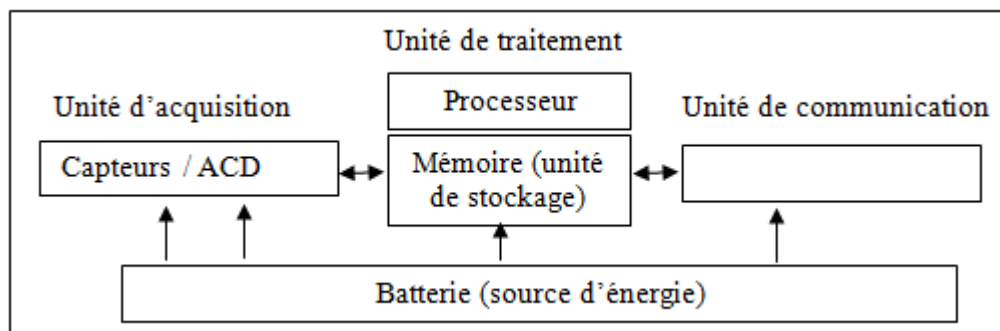 Unité de traitement
Unité d'acquisition
Processeur
Unité de communication
Capteurs / ACD
Mémoire (unité
de stockage)
Batterie (source d'énergie)